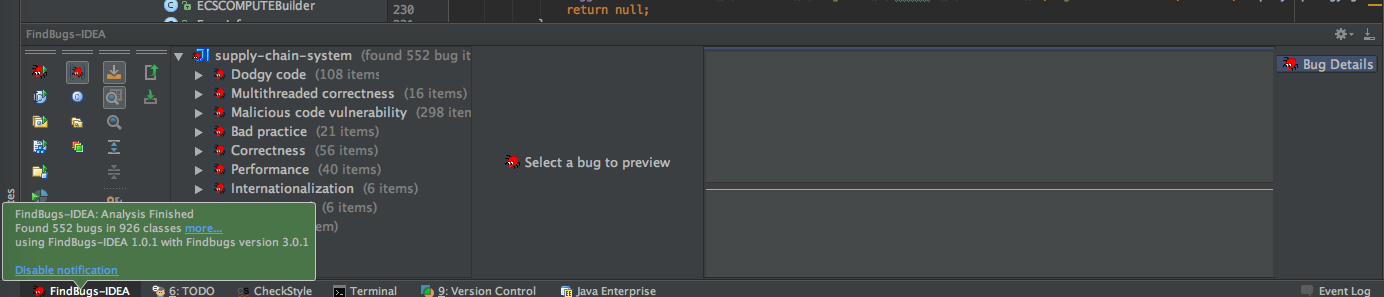 ECSCOMPUTEBuilder
230
return null;
}
FindBugs-IDEA
supply-chain-system (found 552 bug it
Dodgy code (108 items
Multithreaded correctness (16 items)
Malicious code vulnerability (298 item
Bad practice (21 items)
Correctness (56 items)
Performance (40 items)
Internationalization (6 items)
(6 items)
Select a bug to preview
Bug Details
FindBugs-IDEA: Analysis Finished
Found 552 bugs in 926 classes more...
using FindBugs-IDEA 1.0.1 with Findbugs version 3.0.1
Disable notification
FindBugs-IDEA
6: TODO
CheckStyle
Terminal
9: Version Control
Java Enterprise
Event Log